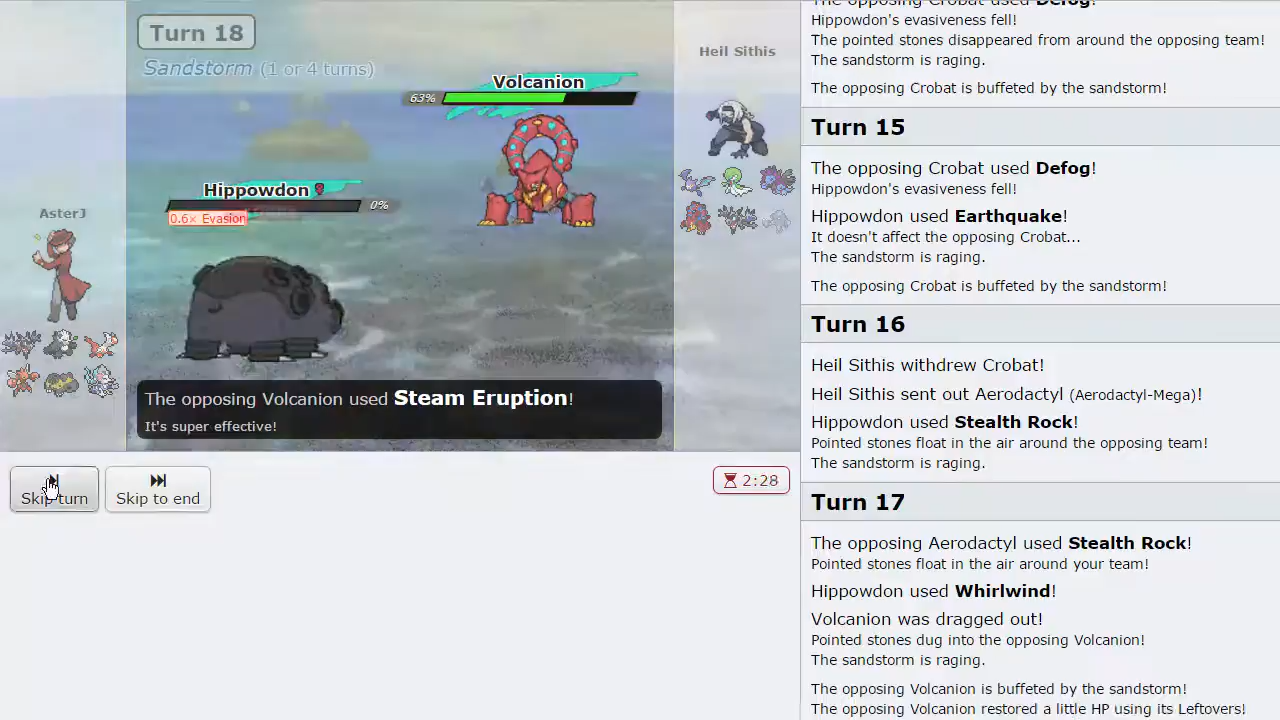 Turn 18
Sandstorm (1 or 4 turns)
Volcanion
63%
Hippowdon
0%
0.6× Evasion
AsterJ
Heil Sithis
The opposing Volcanion used Steam Eruption!
It's super effective!
Skip turn
Skip to end
2:28
The opposing Crobat used Defog!
Hippowdon's evasiveness fell!
The pointed stones disappeared from around the opposing team!
The sandstorm is raging.
The opposing Crobat is buffeted by the sandstorm!
Turn 15
The opposing Crobat used Defog!
Hippowdon's evasiveness fell!
Hippowdon used Earthquake!
It doesn't affect the opposing Crobat...
The sandstorm is raging.
The opposing Crobat is buffeted by the sandstorm!
Turn 16
Heil Sithis withdrew Crobat!
Heil Sithis sent out Aerodactyl (Aerodactyl-Mega)!
Hippowdon used Stealth Rock!
Pointed stones float in the air around the opposing team!
The sandstorm is raging.
Turn 17
The opposing Aerodactyl used Stealth Rock!
Pointed stones float in the air around your team!
Hippowdon used Whirlwind!
Volcanion was dragged out!
Pointed stones dug into the opposing Volcanion!
The sandstorm is raging.
The opposing Volcanion is buffeted by the sandstorm!
The opposing Volcanion restored a little HP using its Leftovers!